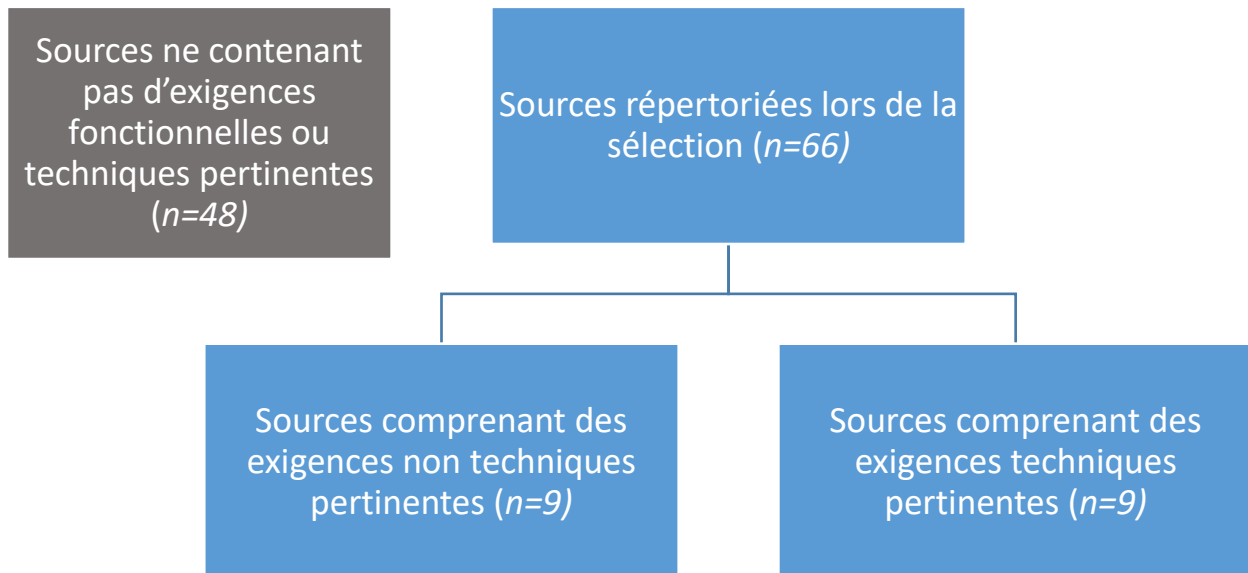 Sources ne contenant
pas d’exigences
fonctionnelles ou
techniques pertinentes
(n=48)
Sources répertoriées lors de la
sélection (n=66)
Sources comprenant des
exigences non techniques
pertinentes (n=9)
Sources comprenant des
exigences techniques
pertinentes (n=9)